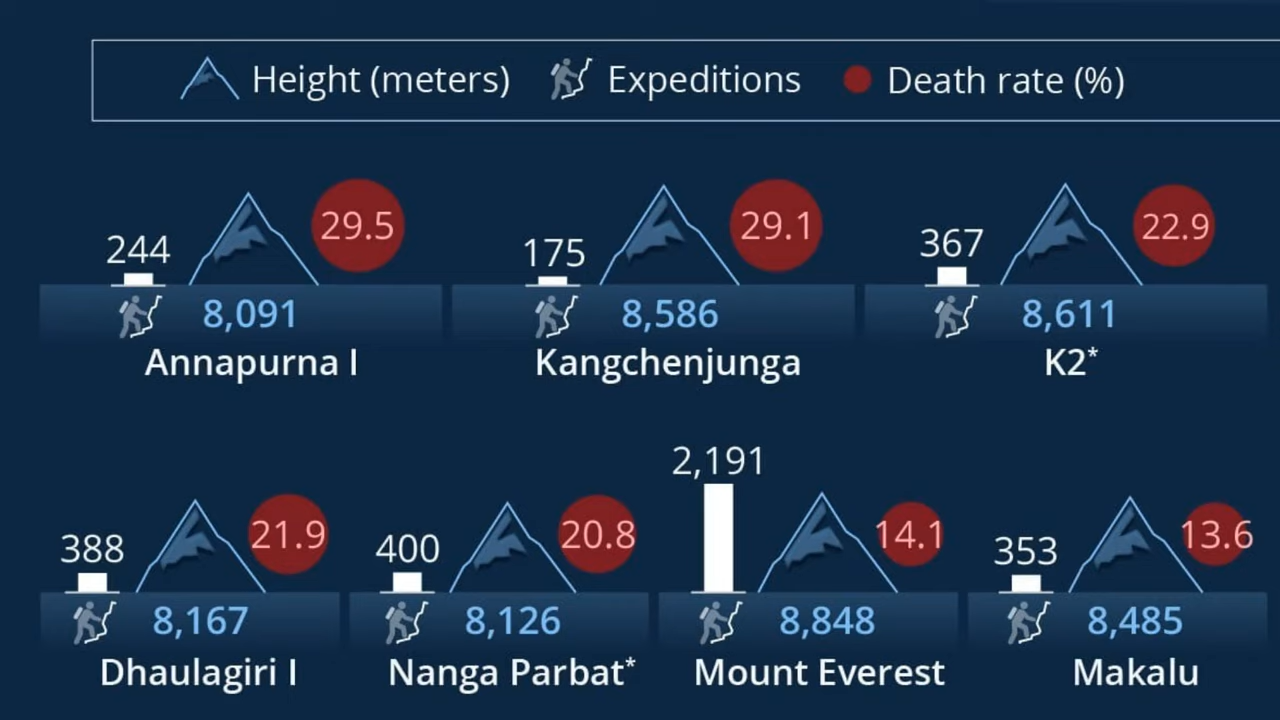 Height (meters) Expeditions Death rate (%)
244 29.5 175 29.1 367 22.9
8,091 8,586 8,611
Annapurna I Kangchenjunga K2*
2,191
388 21.9 400 20.8 14.1 353 13.6
8,167 8,126 8,848 8,485
Dhaulagiri I Nanga Parbat* Mount Everest Makalu